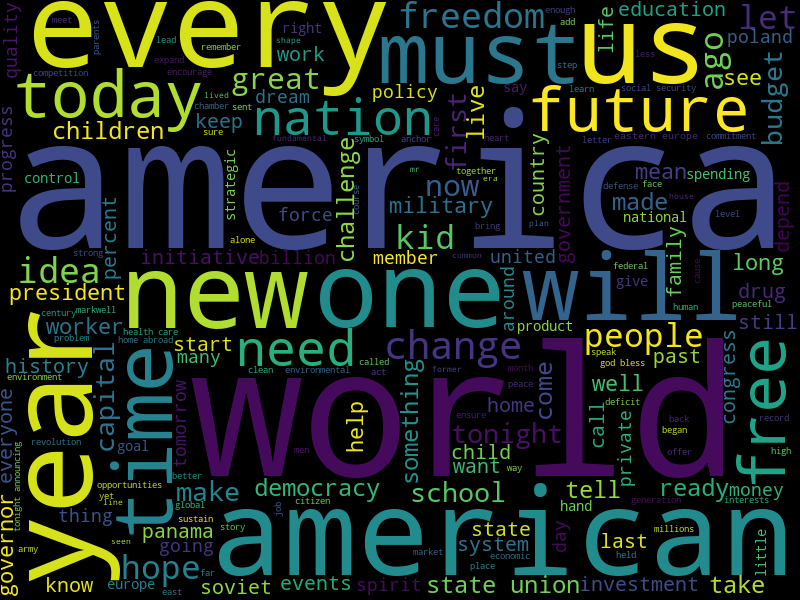 every
must
us
freedom
education
let
life
ago
poland
see
budget
quality
meet
parents
lead
remember
right
shape
work
expand
encourage
enough
add
less
step
today
great
dream
policy
nation
keep
children
competition
lived
chamber
sent
sure
say
live
first
future
learn
social security
progress
control
strategic
fundamental
symbol
anchor
care
heart
letter
eastern europe
commitment
america
challenge
together
mr
era
now
military
country
government
mean
spending
made
defense
face
house
national
level
depend
force
course
alone
bring
plan
kid
strong
percent
initiative
billion
member
common
united
federal
give
family
cause
human
long
idea
president
new
one
will
drug
peaceful
around
product
still
century
markwell
worker
problem
health care
home abroad
start
many
need
change
people
past
congress
free
history
environment
year
capital
time
clean
environmental
called
act
month
former
peace
speak
god bless
something
come
well
deficit
everyone
revolution
goal
tomorrow
world
help
ensure
home
tonight
call
private
began
back
offer
record
high
men
child
want
way
better
opportunities
yet
line
make
global
democracy
citizen
school
tell
ready
money
interests
generation
hand
tonight announcing
governor
thing
seen
sustain
panama
story
job
american
state
system
day
last
millions
little
army
going
market
economic
place
held
hope
know
europe
east
far
soviet
events
spirit
state union
investment
take